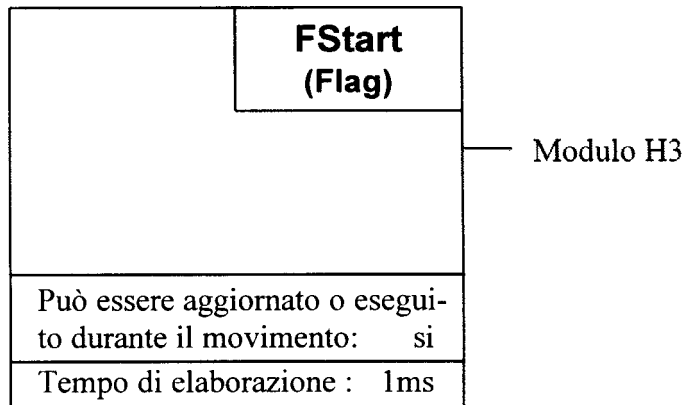 FStart
(Flag)
Modulo H3
Può essere aggiornato o esegui-
to durante il movimento: si
Tempo di elaborazione : 1ms